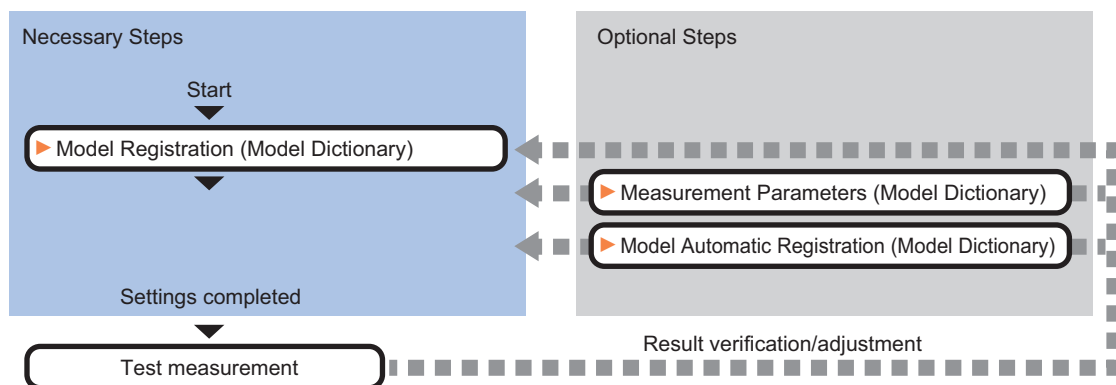 Necessary Steps
Optional Steps
Start
Model Registration (Model Dictionary)
Measurement Parameters (Model Dictionary)
Model Automatic Registration (Model Dictionary)
Settings completed
Result verification/adjustment
Test measurement